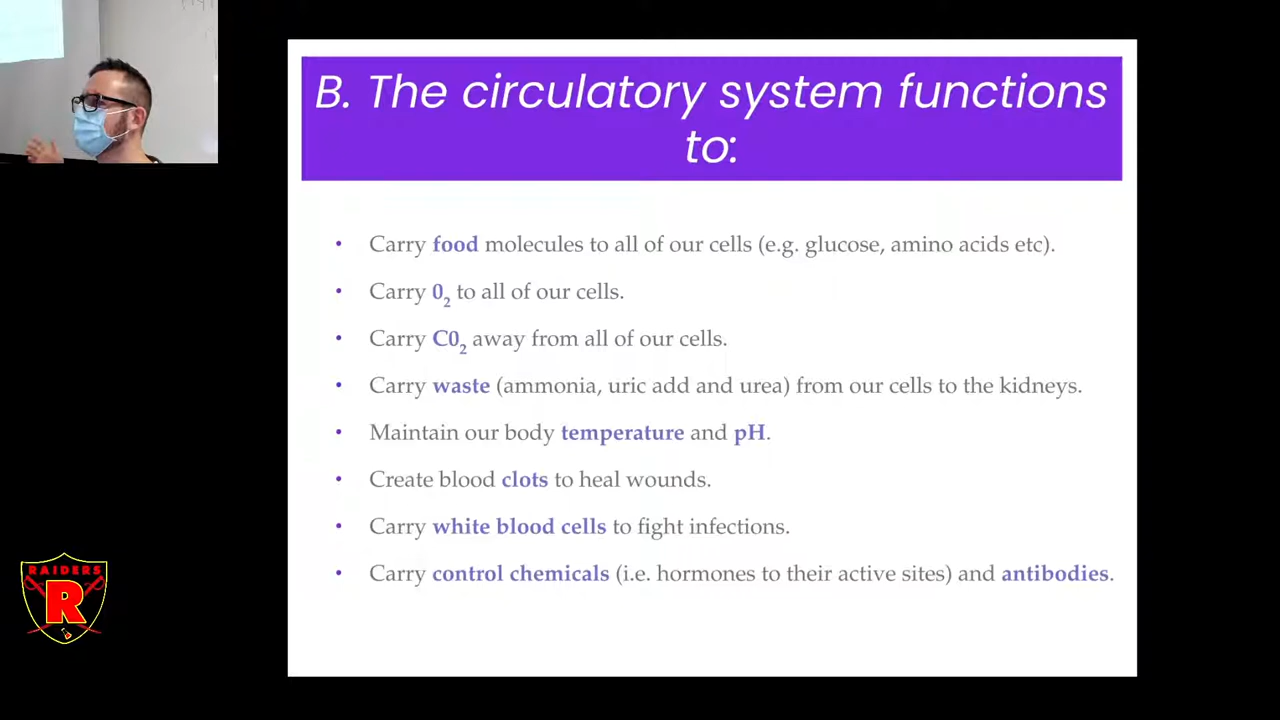 B. The circulatory system functions
to:
• Carry food molecules to all of our cells (e.g. glucose, amino acids etc).
• Carry 0₂ to all of our cells.
• Carry C0₂ away from all of our cells.
• Carry waste (ammonia, uric add and urea) from our cells to the kidneys.
• Maintain our body temperature and pH.
• Create blood clots to heal wounds.
• Carry white blood cells to fight infections.
• Carry control chemicals (i.e. hormones to their active sites) and antibodies.
RAIDERS
R